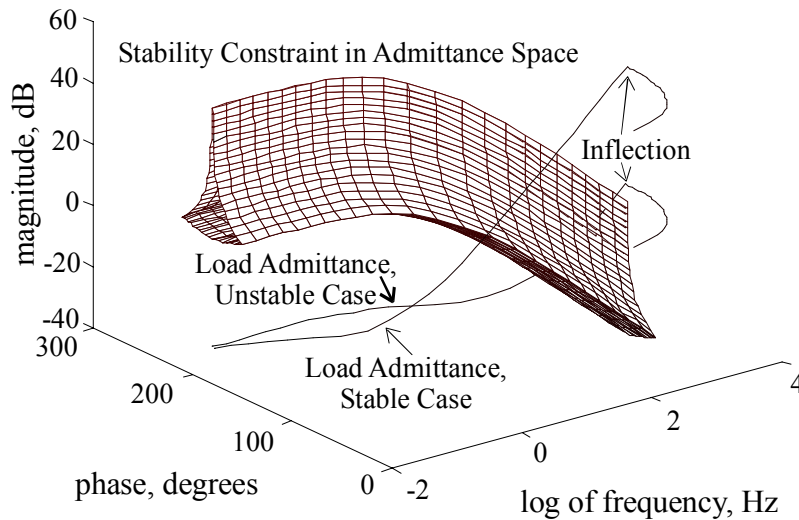 Stability Constraint in Admittance Space
magnitude, dB
60
40
20
0
-20
-40
Inflection
Load Admittance,
Unstable Case
Load Admittance,
Stable Case
300
200
100
0
phase, degrees
-2
0
2
4
log of frequency, Hz